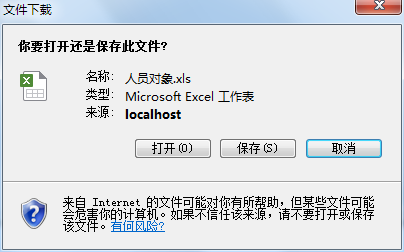 文件下载
你要打开还是保存此文件?
名称: 人员对象.xls
类型: Microsoft Excel 工作表
来源: localhost
打开(O) 保存(S) 取消
来自 Internet 的文件可能对你有所帮助，但某些文件可能
会危害你的计算机。如果不信任该来源，请不要打开或保存
该文件。有何风险?